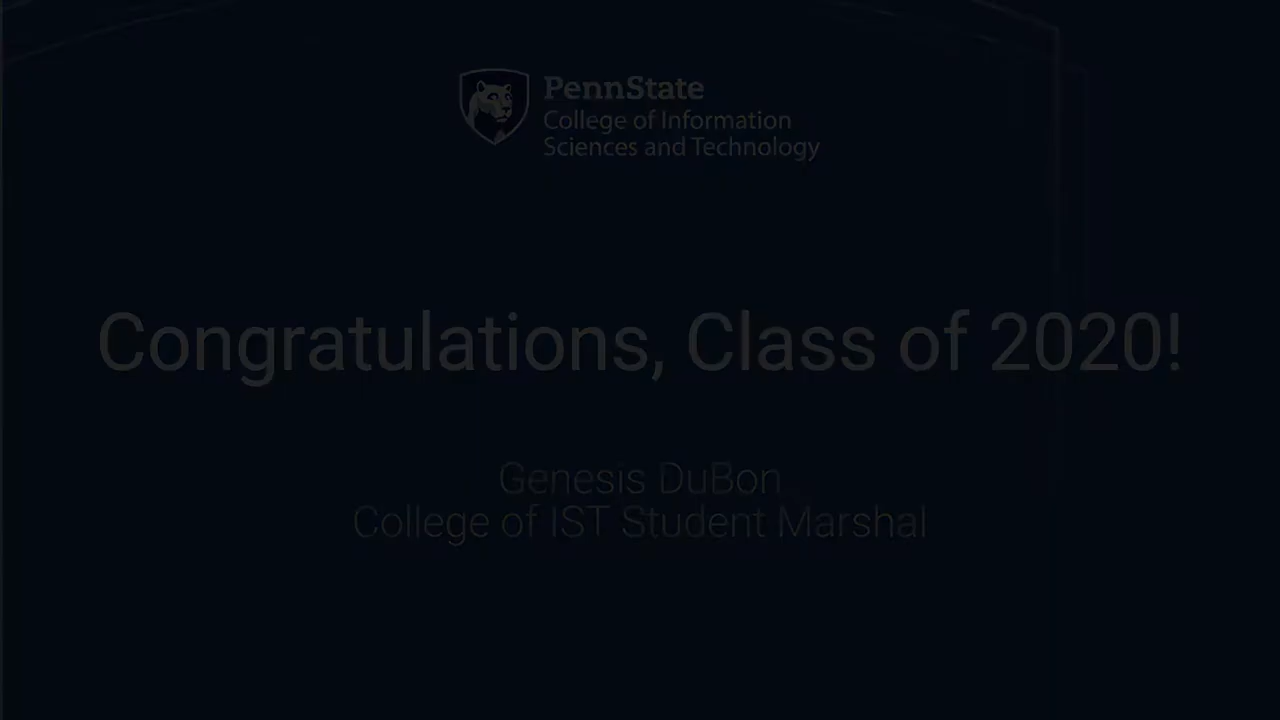 PennState
College of Information
Sciences and Technology
Congratulations, Class of 2020!
Genesis DuBon
College of IST Student Marshal